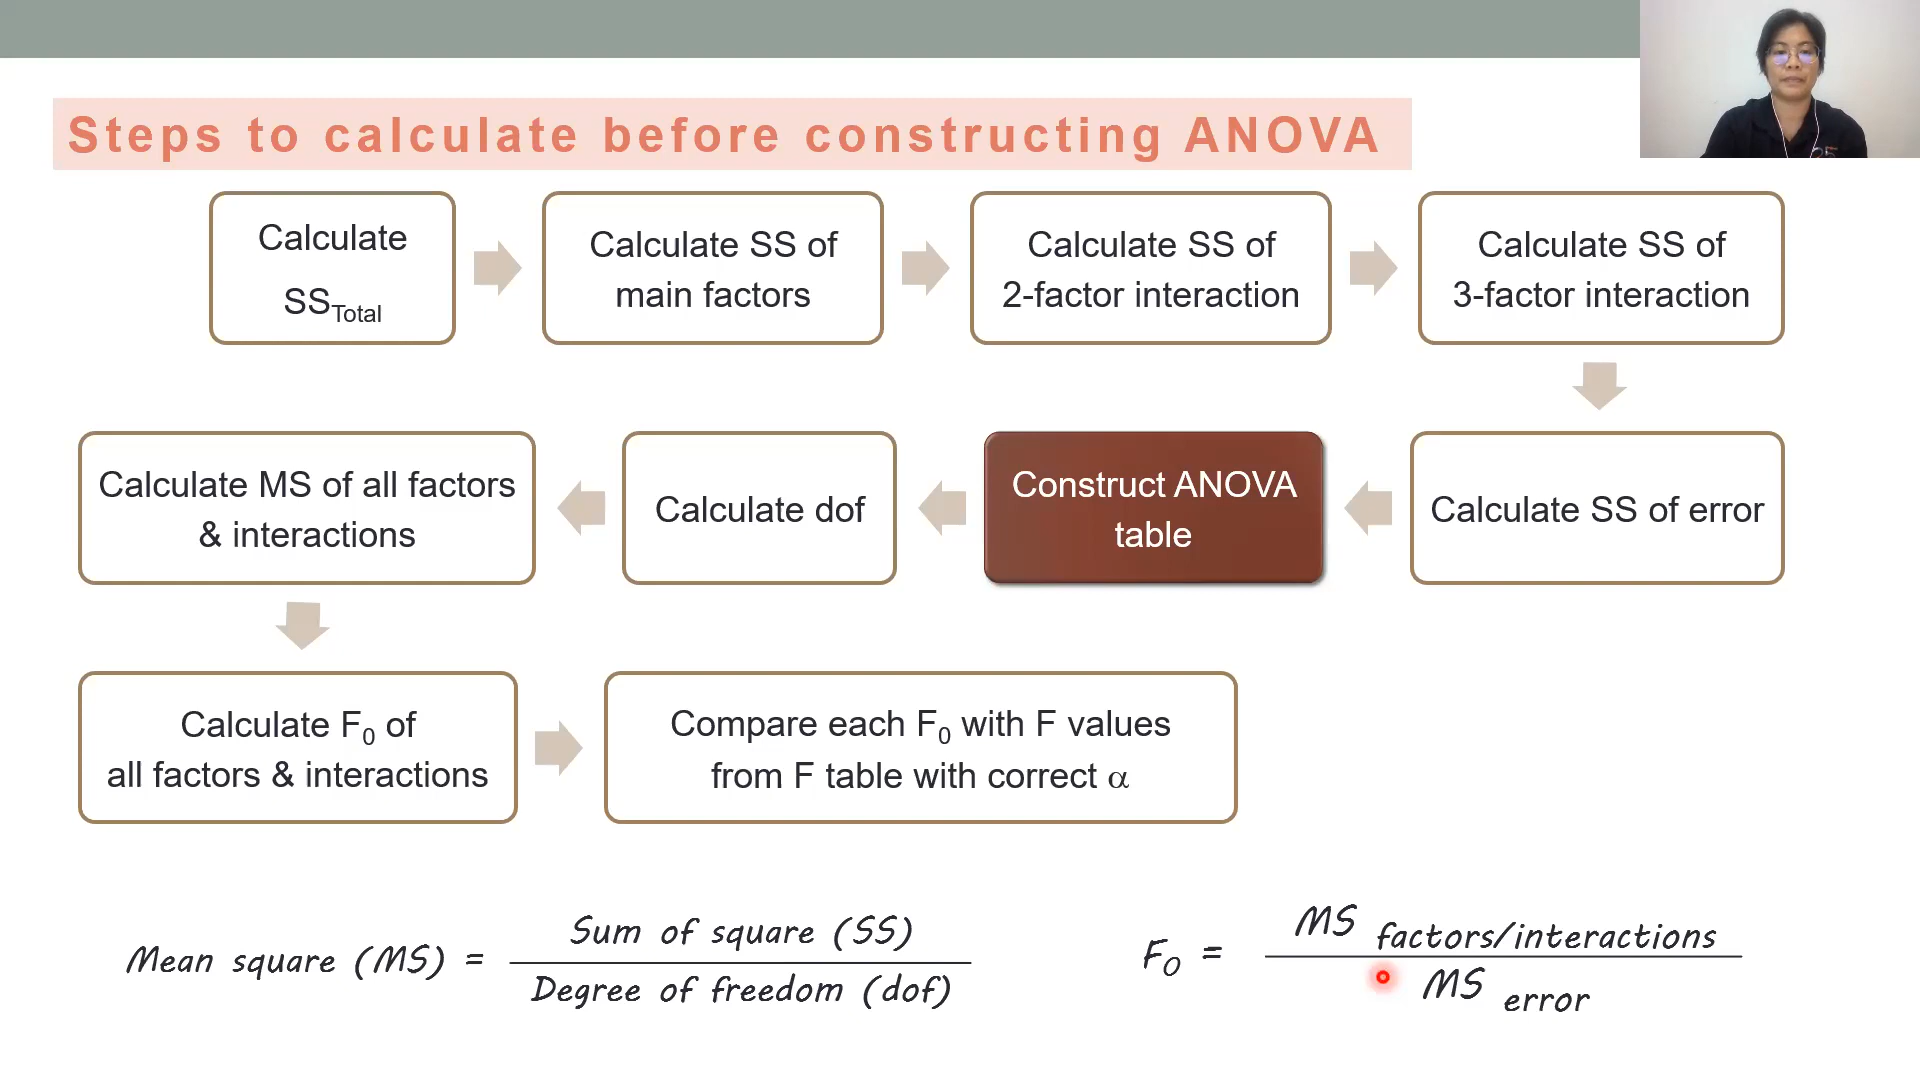 Steps to calculate before constructing ANOVA
Calculate
SSTotal
Calculate SS of
main factors
Calculate SS of
2-factor interaction
Calculate SS of
3-factor interaction
Calculate MS of all factors
& interactions
Calculate dof
Construct ANOVA
table
Calculate SS of error
Calculate F0 of
all factors & interactions
Compare each F0 with F values
from F table with correct α
Mean square (MS) =
Sum of square (SS)
Degree of freedom (dof)
F0 =
MS factors/interactions
MS error